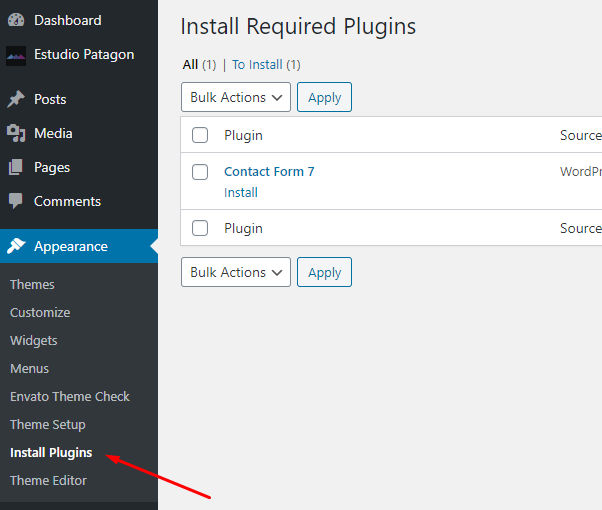 Dashboard
Estudio Patagon
Posts
Media
Pages
Comments
Appearance
Themes
Customize
Widgets
Menus
Envato Theme Check
Theme Setup
Install Plugins
Theme Editor
Install Required Plugins
All (1) | To Install (1)
Bulk Actions Apply
Plugin Source
Contact Form 7 WordPr
Install
Plugin Source
Bulk Actions Apply